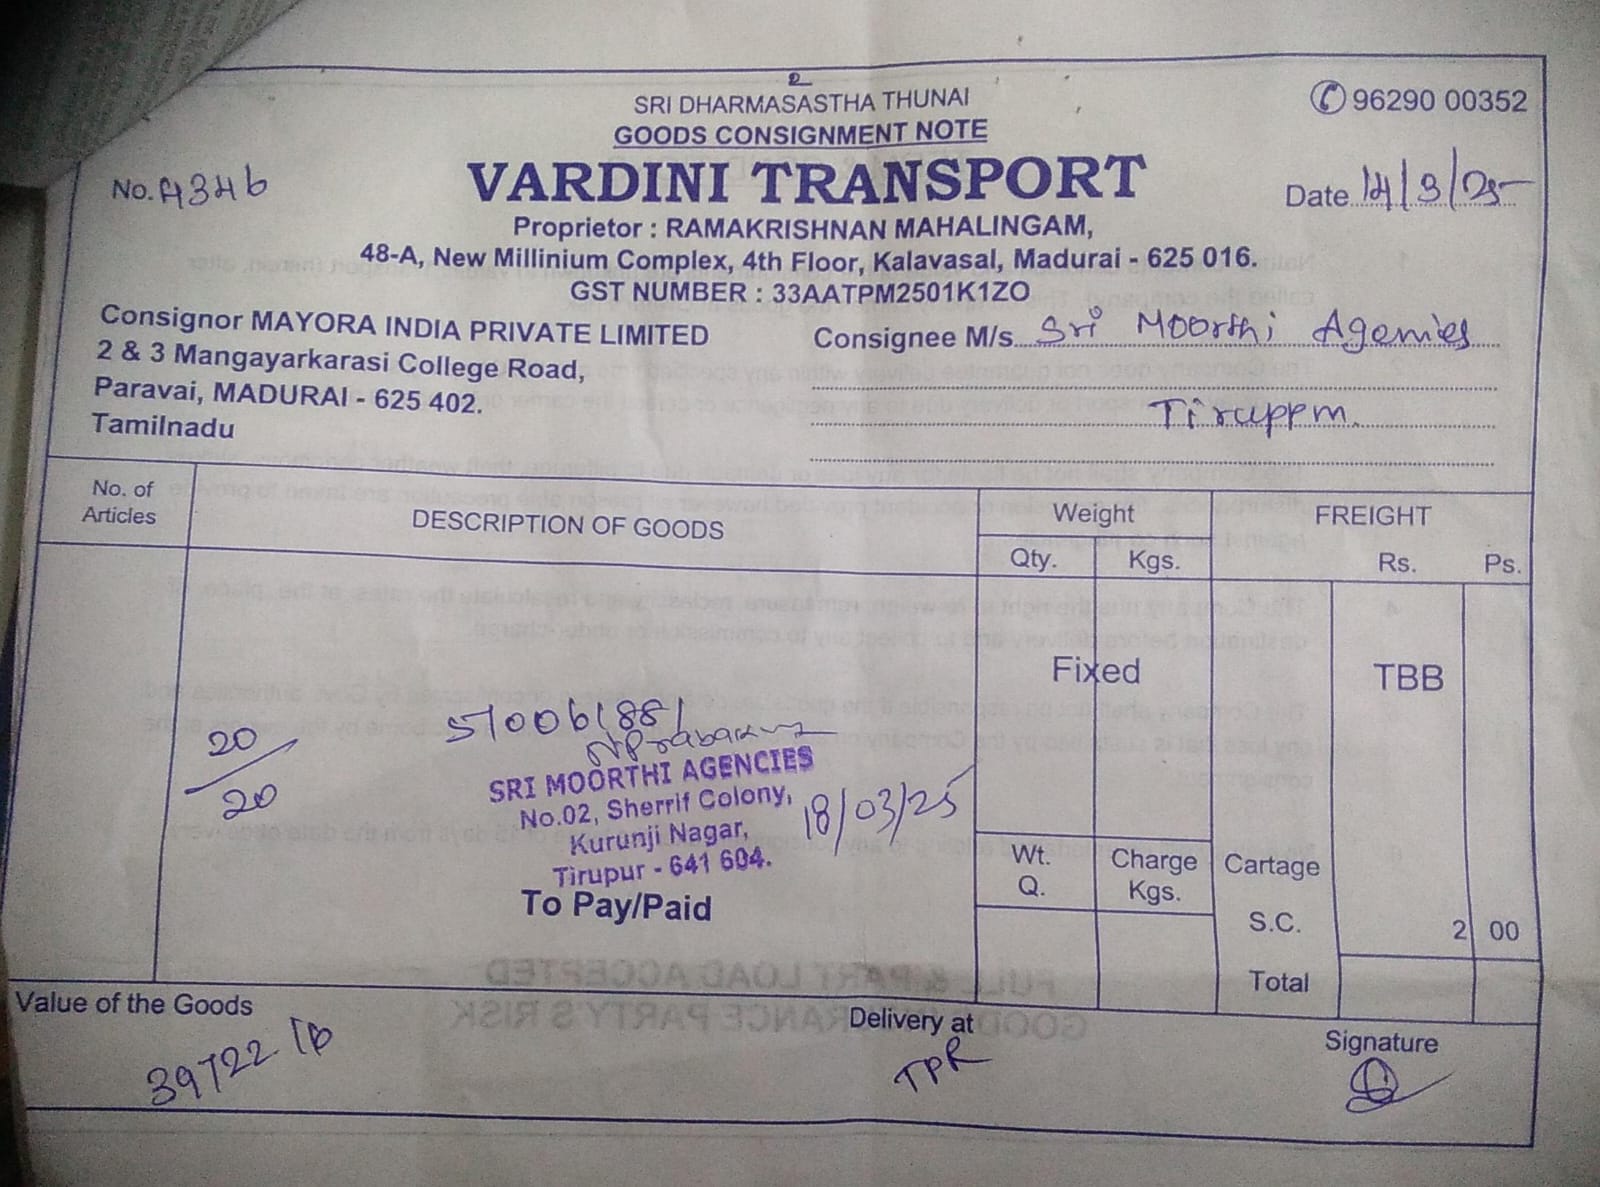 SRI DHARMASASTHA THUNAI
GOODS CONSIGNMENT NOTE
✆ 96290 00352
No. A346
VARDINI TRANSPORT
Date 14/3/25
Proprietor : RAMAKRISHNAN MAHALINGAM,
48-A, New Millinium Complex, 4th Floor, Kalavasal, Madurai - 625 016.
GST NUMBER : 33AATPM2501K1ZO
Consignor MAYORA INDIA PRIVATE LIMITED
2 & 3 Mangayarkarasi College Road,
Paravai, MADURAI - 625 402.
Tamilnadu
Consignee M/s. Sri Moorthi Agencies
Tiruppm.
No. of
Articles
DESCRIPTION OF GOODS
Weight
Qty. Kgs.
FREIGHT
Rs. Ps.
Fixed
TBB
20
20
510061881
NPrabakar
SRI MOORTHI AGENCIES
No.02, Sherrif Colony,
Kurunji Nagar,
Tirupur - 641 604.
18/03/25
To Pay/Paid
Wt.
Q.
Charge
Kgs.
Cartage
S.C. 2 00
Total
Value of the Goods
39722
Delivery at
TPR
Signature